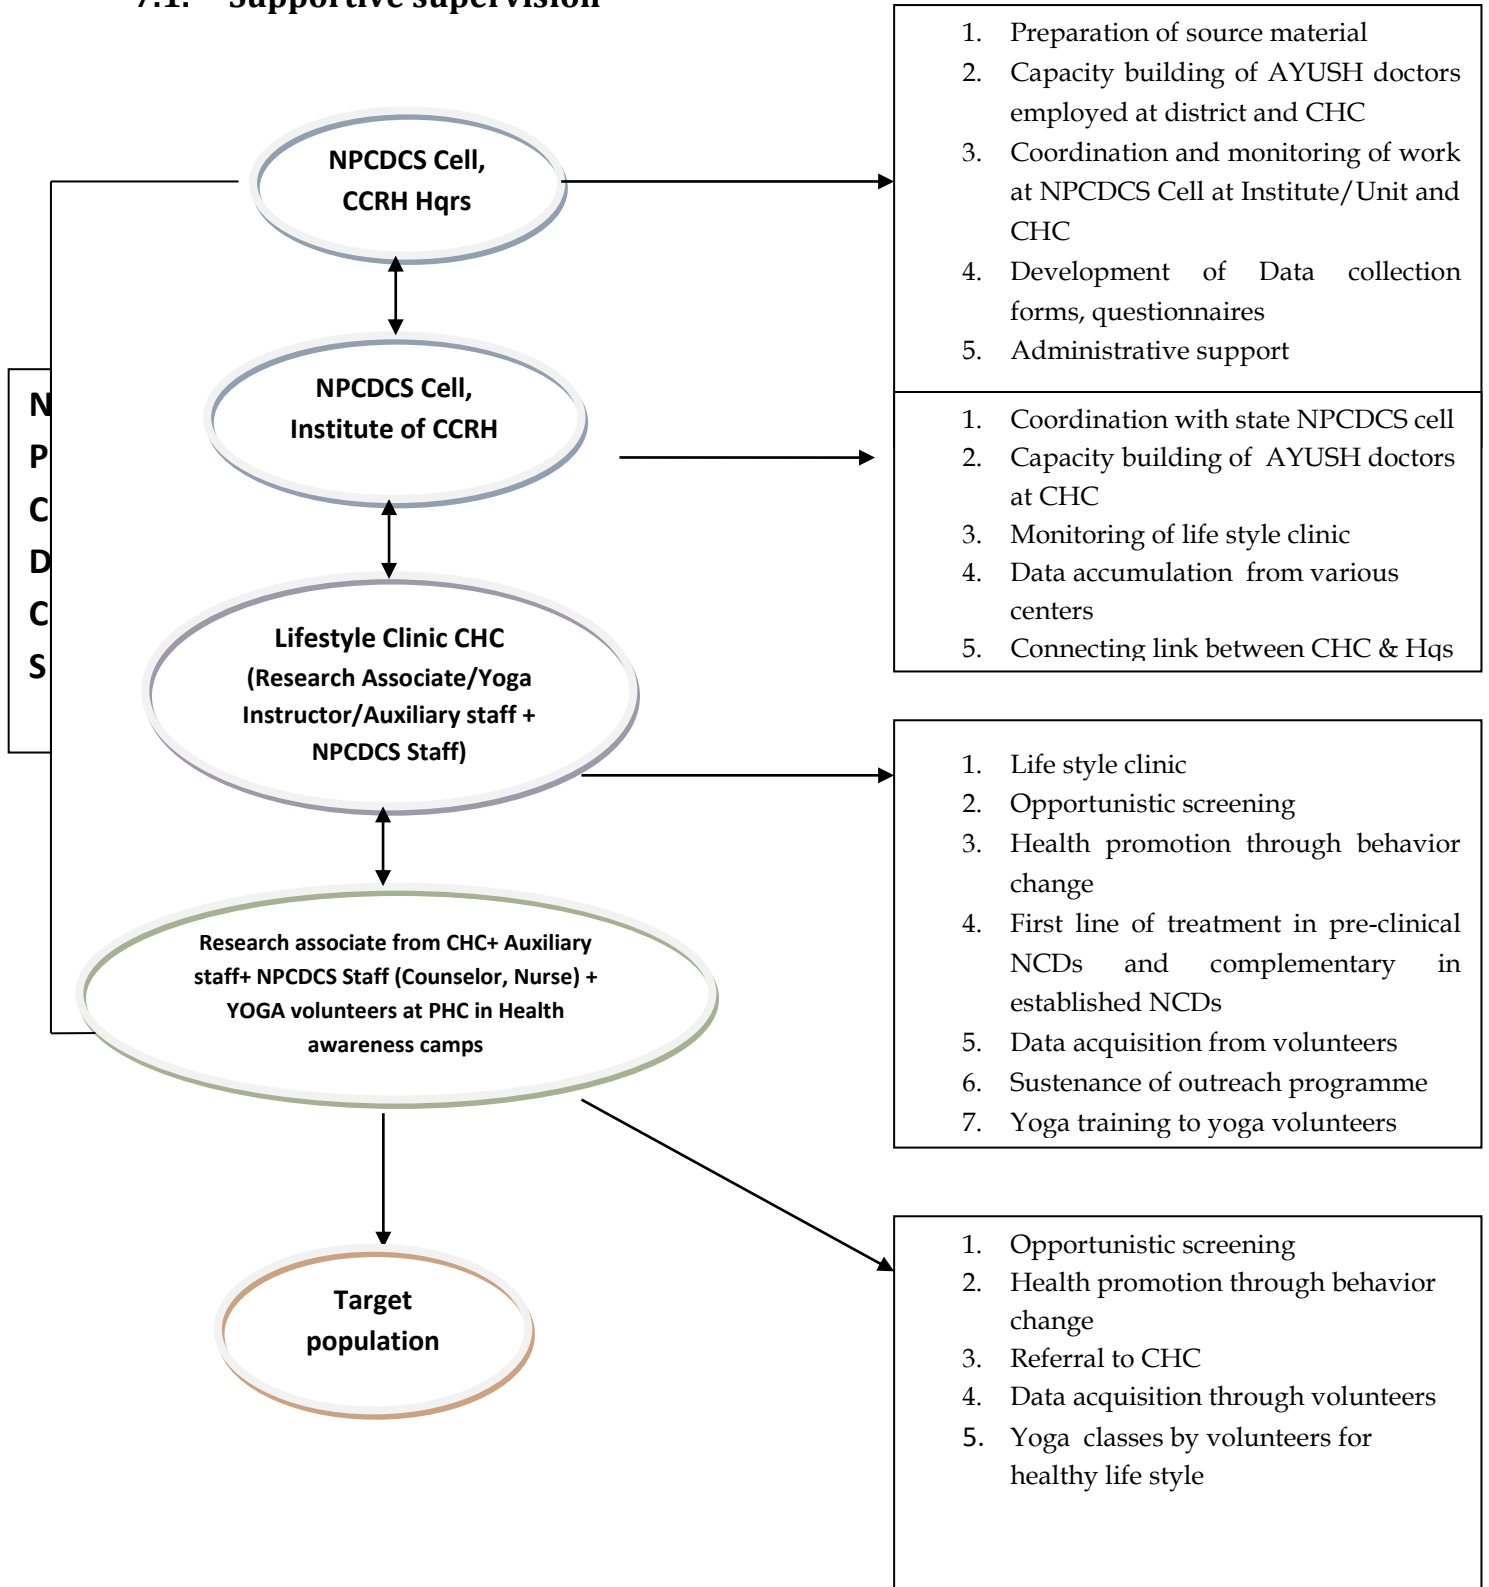 7.1. Supportive supervision
NPCDCS Cell,
CCRH Hqrs
NPCDCS Cell,
Institute of CCRH
Lifestyle Clinic CHC
(Research Associate/Yoga
Instructor/Auxiliary staff +
NPCDCS Staff)
Research associate from CHC+ Auxiliary
staff+ NPCDCS Staff (Counselor, Nurse) +
YOGA volunteers at PHC in Health
awareness camps
Target
population
N
P
C
D
C
S
1. Preparation of source material
2. Capacity building of AYUSH doctors
employed at district and CHC
3. Coordination and monitoring of work
at NPCDCS Cell at Institute/Unit and
CHC
4. Development of Data collection
forms, questionnaires
5. Administrative support
1. Coordination with state NPCDCS cell
2. Capacity building of AYUSH doctors
at CHC
3. Monitoring of life style clinic
4. Data accumulation from various
centers
5. Connecting link between CHC & Hqs
1. Life style clinic
2. Opportunistic screening
3. Health promotion through behavior
change
4. First line of treatment in pre-clinical
NCDs and complementary in
established NCDs
5. Data acquisition from volunteers
6. Sustenance of outreach programme
7. Yoga training to yoga volunteers
1. Opportunistic screening
2. Health promotion through behavior
change
3. Referral to CHC
4. Data acquisition through volunteers
5. Yoga classes by volunteers for
healthy life style